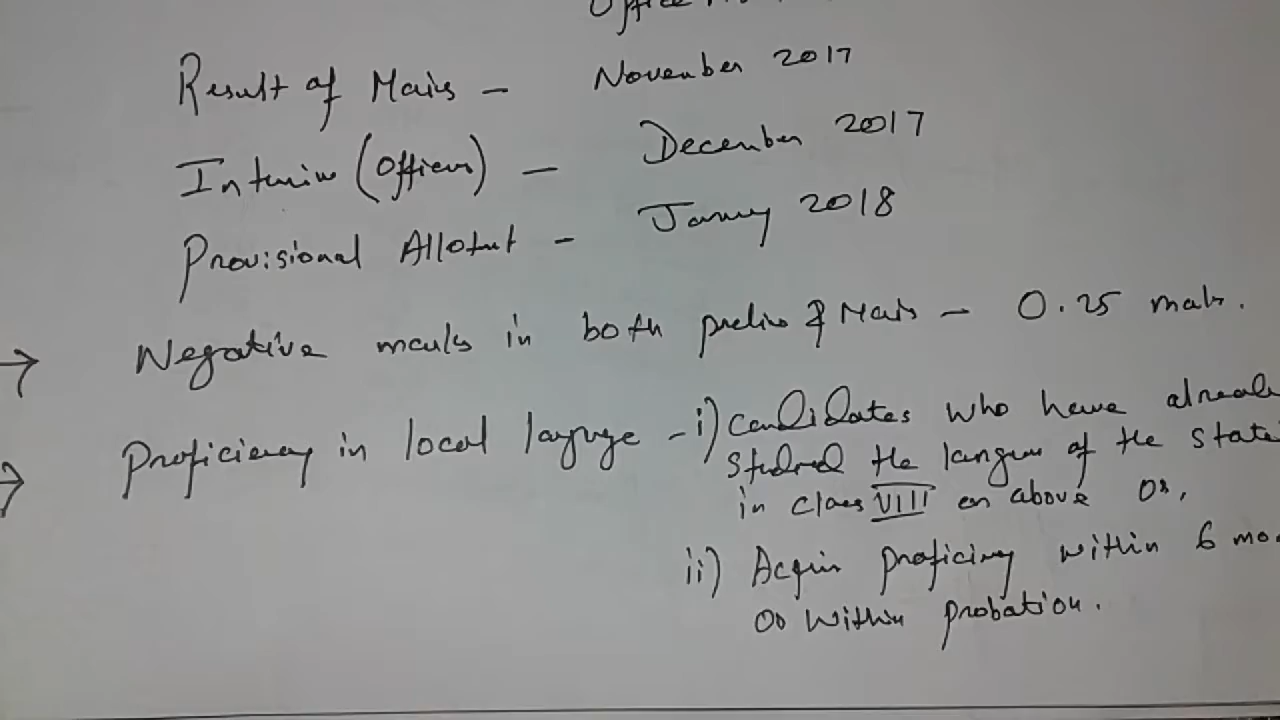 Office
Result of Mains - November 2017
Interview (Officers) - December 2017
Provisional Allotment - January 2018
→ Negative marks in both prelims & Mains - 0.25 marks.
→ Proficiency in local language - i) Candidates who have already
studied the language of the state
in class VIII or above or,
ii) Acquire proficiency within 6 mo
or within probation.